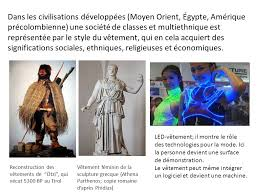 Dans les civilisations développées (Moyen Orient, Égypte, Amérique
précolombienne) une société de classes et multiethnique est
représentée par le style du vêtement, qui en cela acquiert des
significations sociales, ethniques, religieuses et économiques.
Reconstruction des
vêtements de "Ötzi", qui
vécut 5300 BP au Tirol
Vêtement féminin de la
sculpture grecque (Athena
Parthenos; copie romaine
d'après Phidias)
LED-vêtement; il montre le rôle
des technologies pour la mode. Ici
la personne devient une surface
de démonstration.
Le vêtement peut même intégrer
un logiciel et devient une machine.